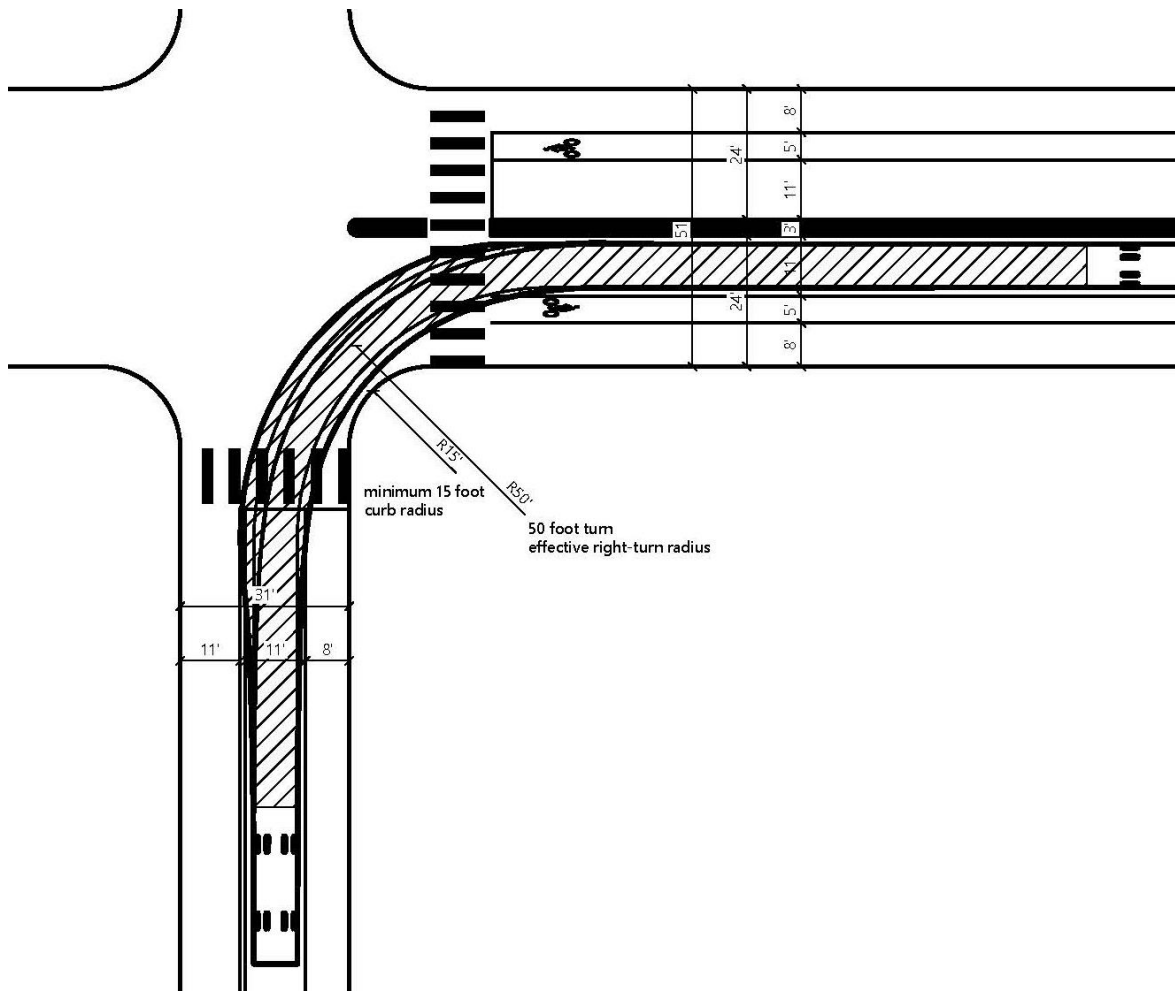 8'
5'
24'
11'
51
3'
11
24'
5'
8'
R15'
R50'
minimum 15 foot
curb radius
50 foot turn
effective right-turn radius
31'
11'
11'
8'